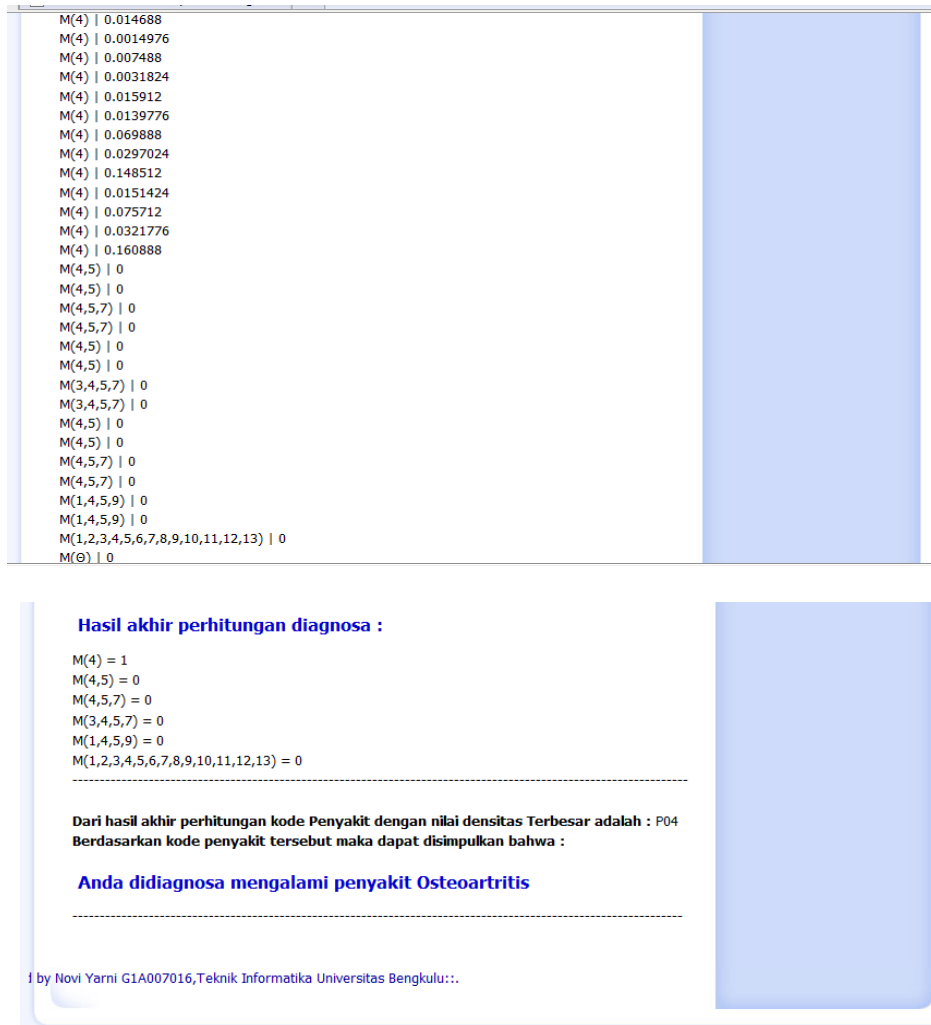 M(4) | 0.014688
M(4) | 0.0014976
M(4) | 0.007488
M(4) | 0.0031824
M(4) | 0.015912
M(4) | 0.0139776
M(4) | 0.069888
M(4) | 0.0297024
M(4) | 0.148512
M(4) | 0.0151424
M(4) | 0.075712
M(4) | 0.0321776
M(4) | 0.160888
M(4,5) | 0
M(4,5) | 0
M(4,5,7) | 0
M(4,5,7) | 0
M(4,5) | 0
M(4,5) | 0
M(3,4,5,7) | 0
M(3,4,5,7) | 0
M(4,5) | 0
M(4,5) | 0
M(4,5,7) | 0
M(4,5,7) | 0
M(1,4,5,9) | 0
M(1,4,5,9) | 0
M(1,2,3,4,5,6,7,8,9,10,11,12,13) | 0
M(Θ) | 0
Hasil akhir perhitungan diagnosa :
M(4) = 1
M(4,5) = 0
M(4,5,7) = 0
M(3,4,5,7) = 0
M(1,4,5,9) = 0
M(1,2,3,4,5,6,7,8,9,10,11,12,13) = 0
Dari hasil akhir perhitungan kode Penyakit dengan nilai densitas Terbesar adalah : P04
Berdasarkan kode penyakit tersebut maka dapat disimpulkan bahwa :
Anda didiagnosa mengalami penyakit Osteoartritis
by Novi Yarni G1A007016,Teknik Informatika Universitas Bengkulu::.